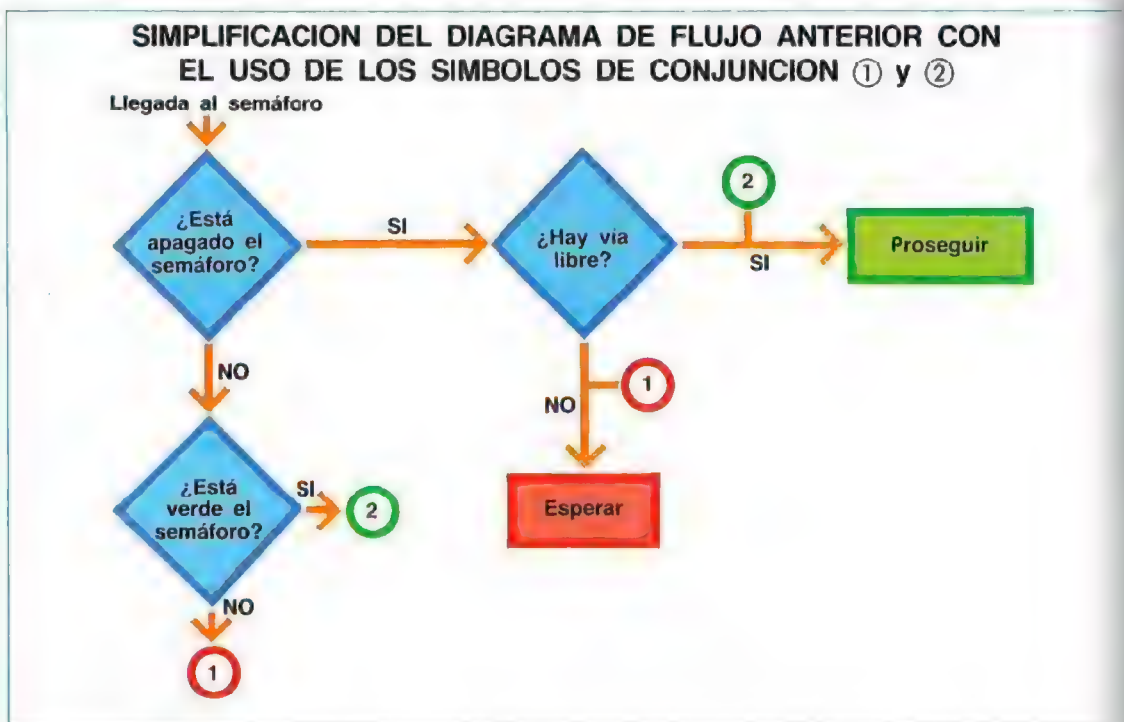 SIMPLIFICACION DEL DIAGRAMA DE FLUJO ANTERIOR CON
EL USO DE LOS SIMBOLOS DE CONJUNCION ① y ②
Llegada al semáforo
¿Está
apagado el
semáforo?
SI
¿Hay vía
libre?
2
SI
Proseguir
NO
NO
1
¿Está
verde el
semáforo?
SI
2
Esperar
NO
1